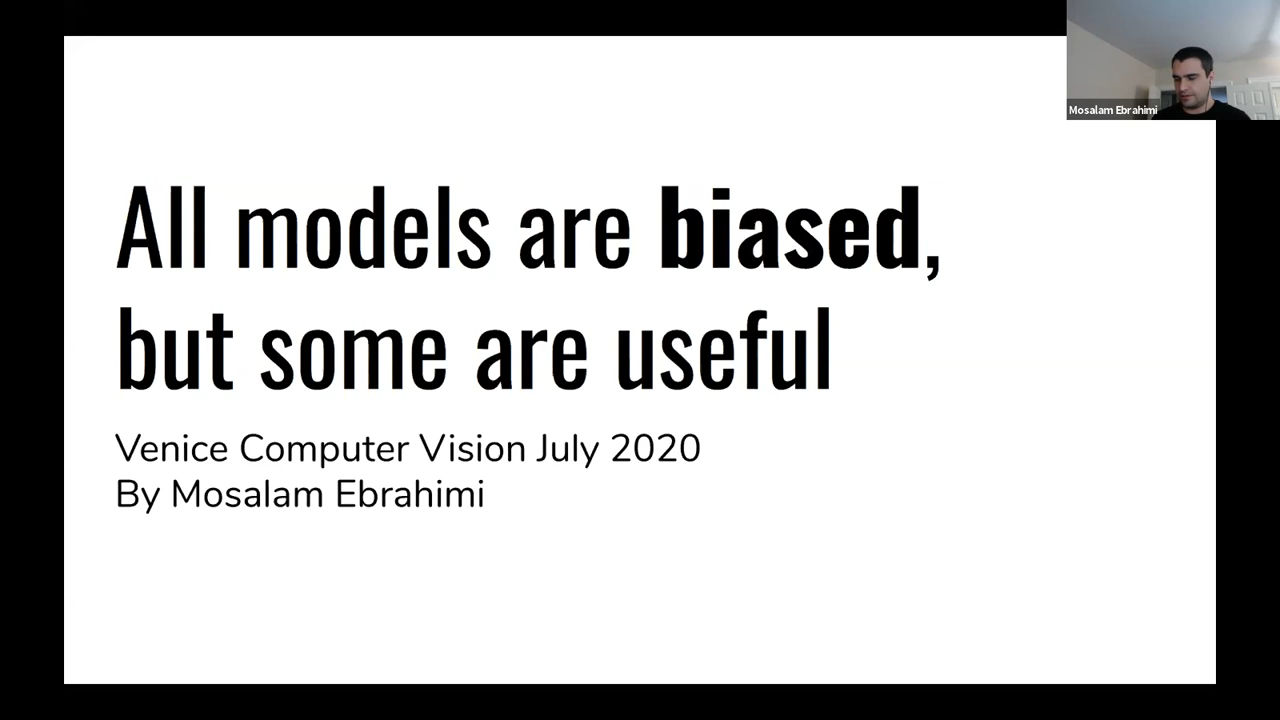 Mosalam Ebrahimi
All models are biased,
but some are useful
Venice Computer Vision July 2020
By Mosalam Ebrahimi